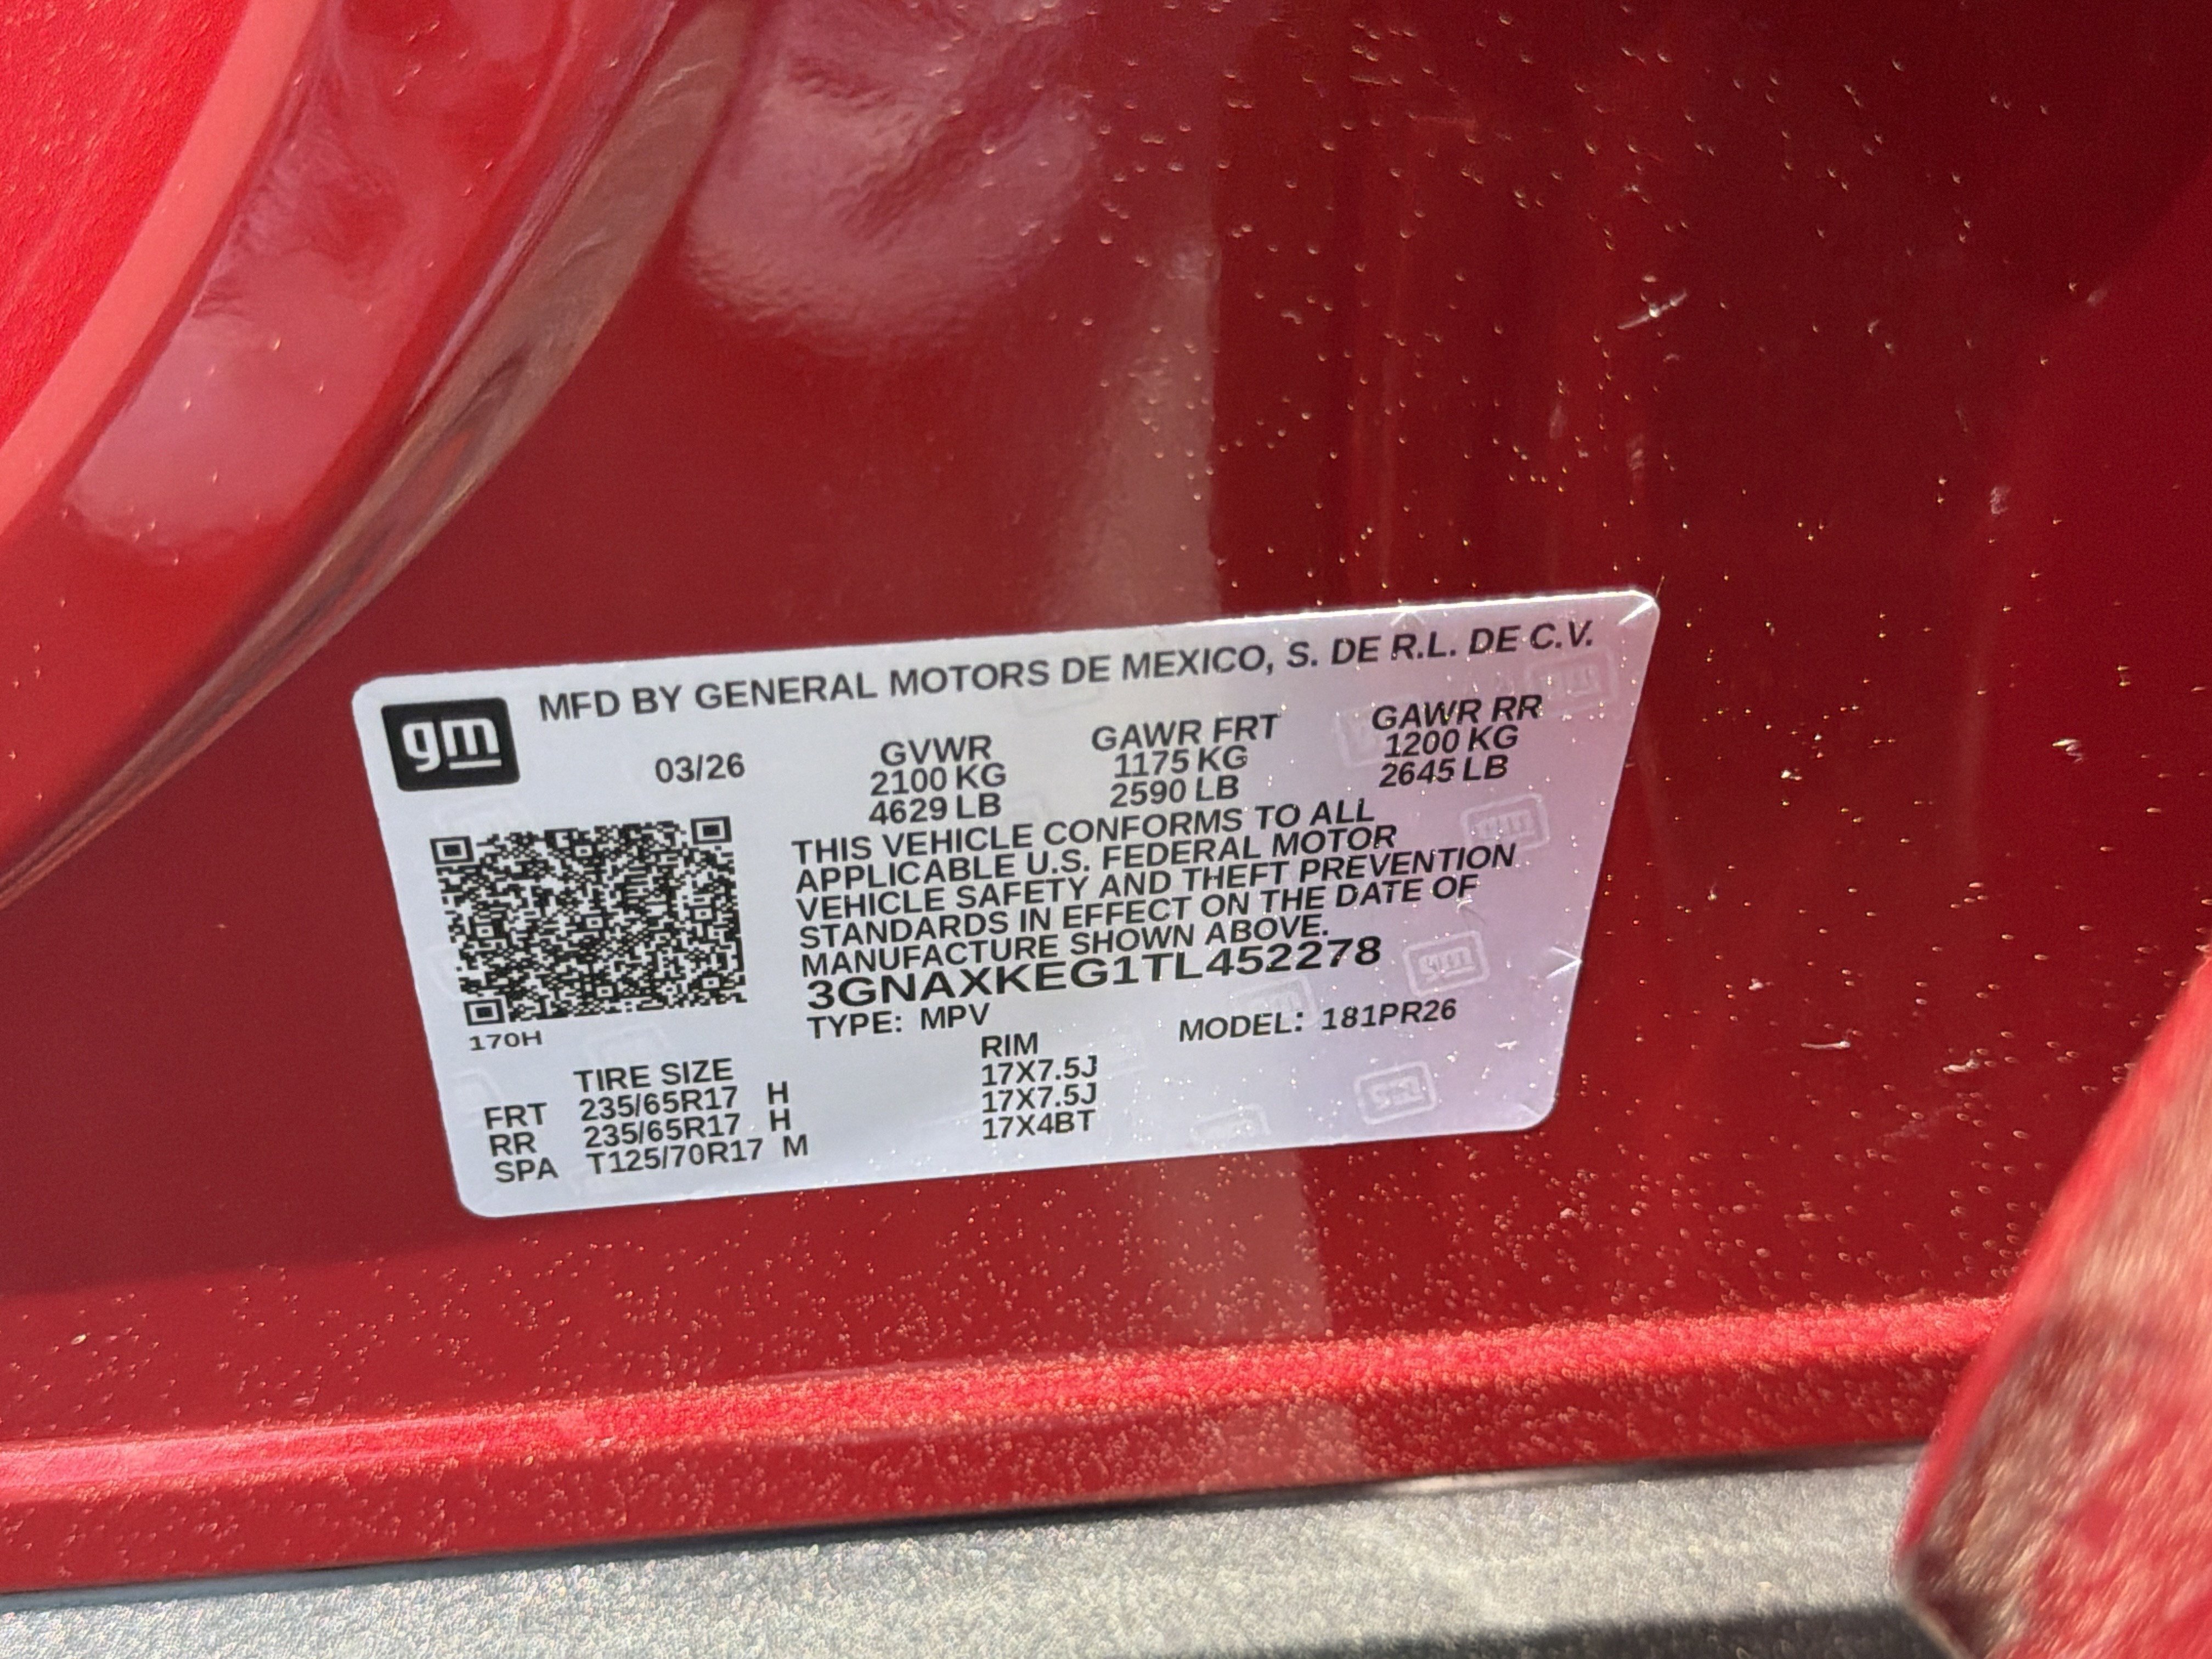 gm
MFD BY GENERAL MOTORS DE MEXICO, S. DE R.L. DE C.V.
03/26
GVWR
2100 KG
4629 LB
GAWR FRT
1175 KG
2590 LB
GAWR RR
1200 KG
2645 LB
THIS VEHICLE CONFORMS TO ALL
APPLICABLE U.S. FEDERAL MOTOR
VEHICLE SAFETY AND THEFT PREVENTION
STANDARDS IN EFFECT ON THE DATE OF
MANUFACTURE SHOWN ABOVE.
3GNAXKEG1TL452278
170H
TYPE: MPV
MODEL: 181PR26
TIRE SIZE
RIM
FRT 235/65R17 H 17X7.5J
RR 235/65R17 H 17X7.5J
SPA T125/70R17 M 17X4BT